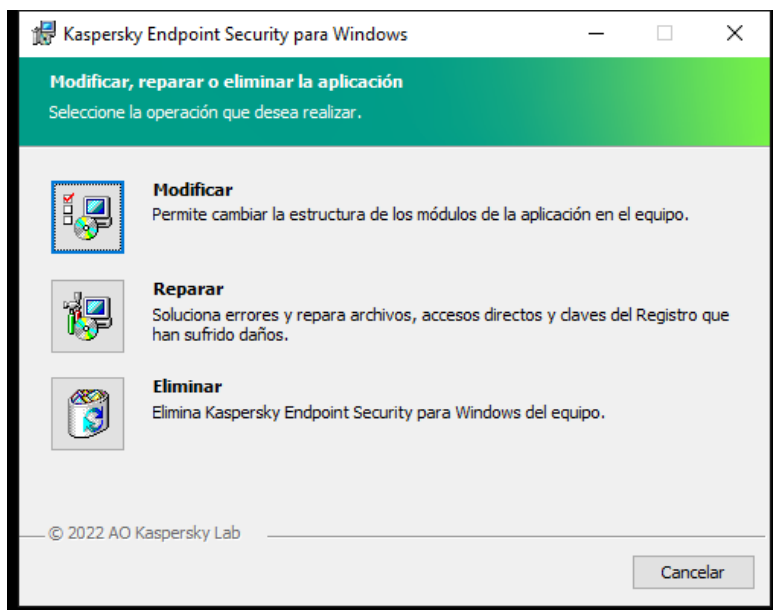 Kaspersky Endpoint Security para Windows
Modificar, reparar o eliminar la aplicación
Seleccione la operación que desea realizar.
Modificar
Permite cambiar la estructura de los módulos de la aplicación en el equipo.
Reparar
Soluciona errores y repara archivos, accesos directos y claves del Registro que
han sufrido daños.
Eliminar
Elimina Kaspersky Endpoint Security para Windows del equipo.
© 2022 AO Kaspersky Lab
Cancelar